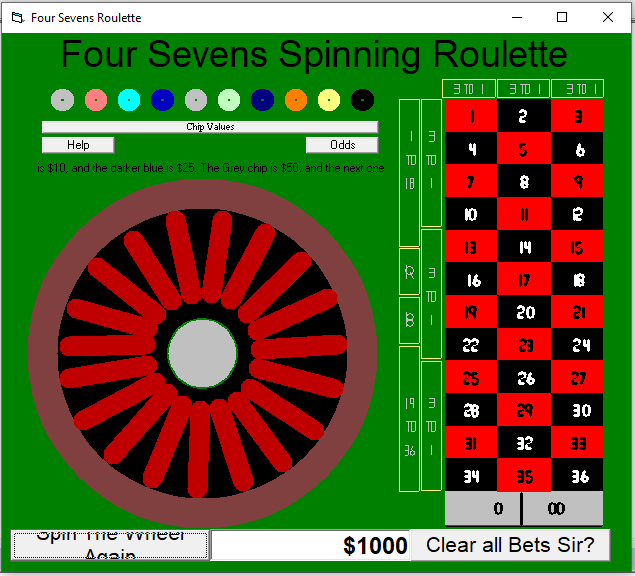 Four Sevens Roulette
Four Sevens Spinning Roulette
Chip Values
Help
Odds
is $10, and the darker blue is $25. The Grey chip is $50, and the next one
3 TO 1
3 TO 1
3 TO 1
1 TO 18
R
B
19 TO 36
3 TO 1
3 TO 1
3 TO 1
1 2 3
4 5 6
7 8 9
10 11 12
13 14 15
16 17 18
19 20 21
22 23 24
25 26 27
28 29 30
31 32 33
34 35 36
0 00
Spin The Wheel
Again
$1000
Clear all Bets Sir?